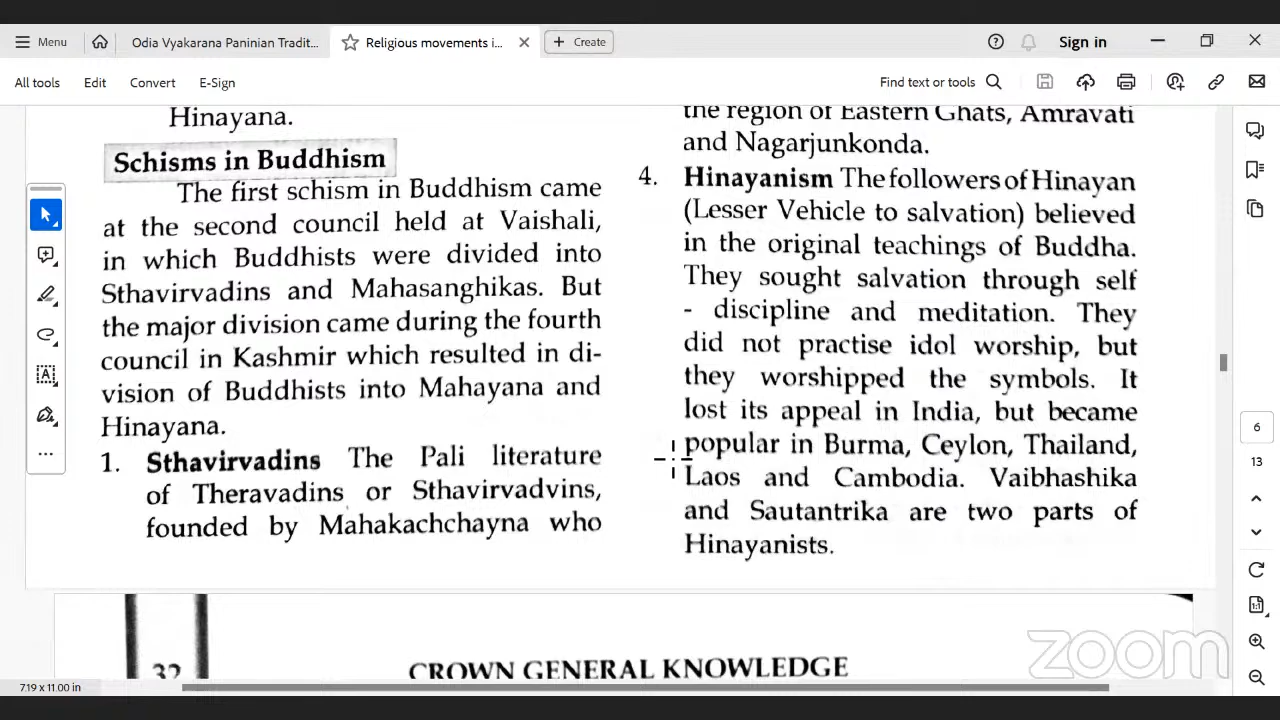 Menu
Odia Vyakarana Paninian Tradit...
Religious movements i...
Create
Sign in
All tools
Edit
Convert
E-Sign
Find text or tools
Hinayana.
Schisms in Buddhism
The first schism in Buddhism came
at the second council held at Vaishali,
in which Buddhists were divided into
Sthavirvadins and Mahasanghikas. But
the major division came during the fourth
council in Kashmir which resulted in di-
vision of Buddhists into Mahayana and
Hinayana.
1. Sthavirvadins The Pali literature
of Theravadins or Sthavirvadvins,
founded by Mahakachchayna who
the region of Eastern Ghats, Amravati
and Nagarjunkonda.
4. Hinayanism The followers of Hinayan
(Lesser Vehicle to salvation) believed
in the original teachings of Buddha.
They sought salvation through self
- discipline and meditation. They
did not practise idol worship, but
they worshipped the symbols. It
lost its appeal in India, but became
popular in Burma, Ceylon, Thailand,
Laos and Cambodia. Vaibhashika
and Sautantrika are two parts of
Hinayanists.
6
13
32
CROWN GENERAL KNOWLEDGE
7.19 x 11.00 in
zoom